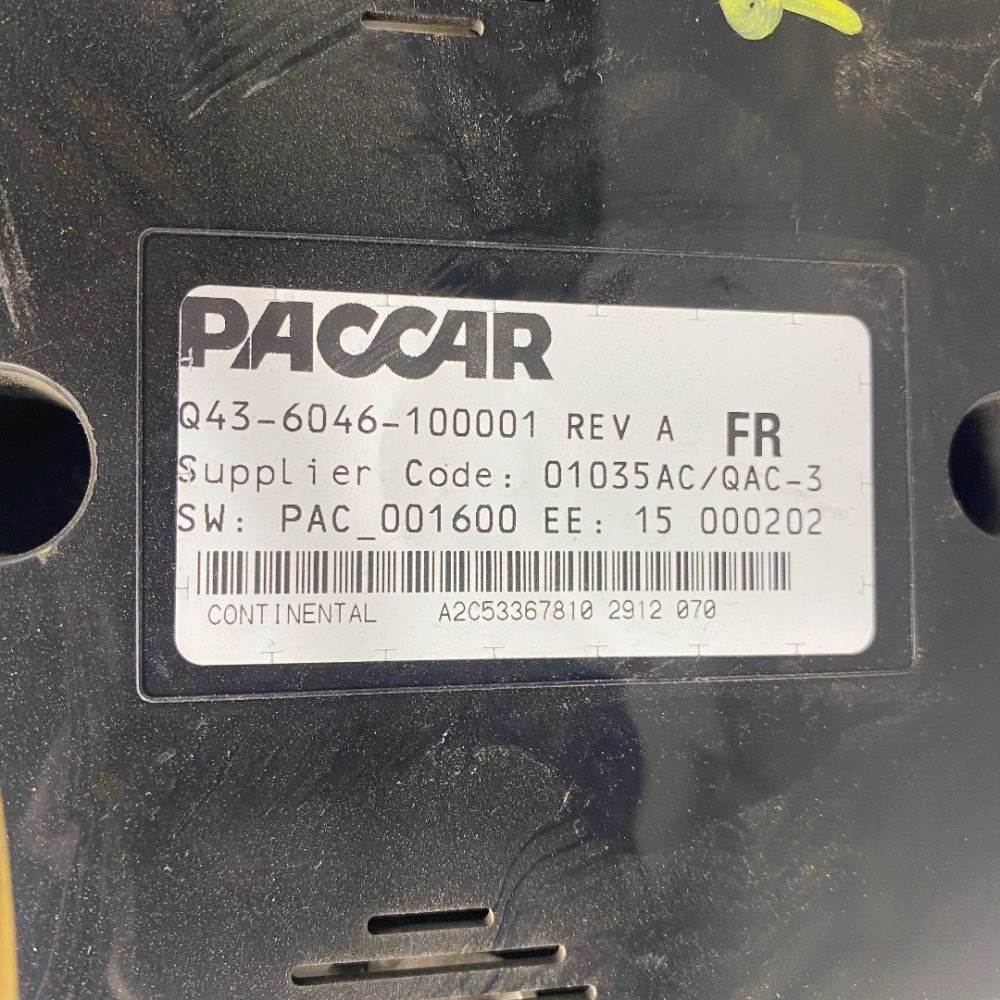 PACCAR
Q43-6046-100001 REV A FR
Supplier Code: 01035AC/QAC-3
SW: PAC_001600 EE: 15 000202
CONTINENTAL A2C53367810 2912 070